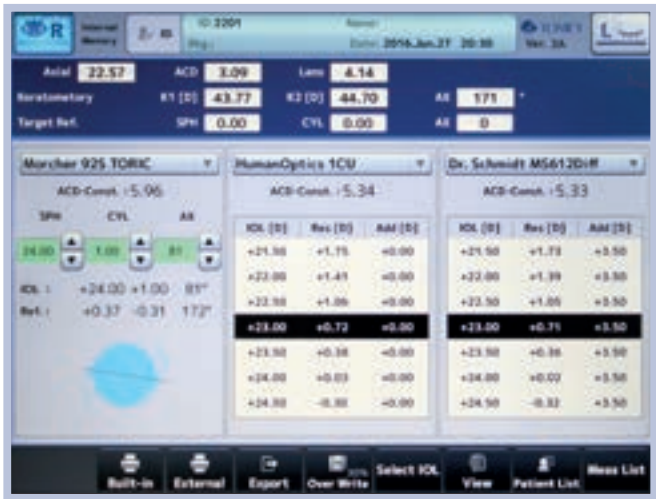 R Internal Memory ID ID:2201 Name: L
Date: 2016.Jan.27 20:30 Ver. 3A
Axial 22.57 ACD 3.09 Lens 4.14
Keratometory K1 [D] 43.77 K2 [D] 44.70 AX 171 °
Target Ref. SPH 0.00 CYL 0.00 AX 0
Morcher 92S TORIC HumanOptics 1CU Dr. Schmidt MS612Diff
ACD-Const. : 5.96 ACD-Const. : 5.34 ACD-Const. : 5.33
SPH CYL AX
24.00 1.00 81
IOL : +24.00 +1.00 81°
Ref. : +0.37 -0.31 172°
IOL [D] Res [D] Add [D]
+21.50 +1.75 +0.00
+22.00 +1.41 +0.00
+22.50 +1.06 +0.00
+23.00 +0.72 +0.00
+23.50 +0.38 +0.00
+24.00 +0.03 +0.00
+24.50 +0.00
IOL [D] Res [D] Add [D]
+21.50 +1.73 +3.50
+22.00 +1.39 +3.50
+22.50 +1.05 +3.50
+23.00 +0.71 +3.50
+23.50 +0.36 +3.50
+24.00 +0.02 +3.50
+24.50 -0.32 +3.50
Built-in External Export Over Write Select IOL View Patient List Meas List